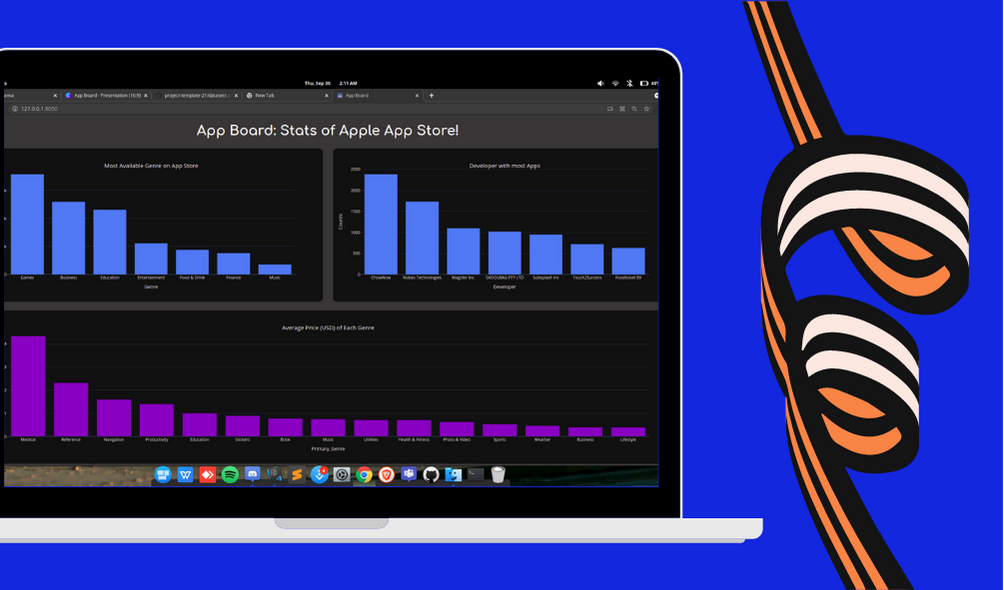 Thu, Sep 30 2:11 AM
App Board - Presentation (16:9)
project-template-21/datasets
New Tab
App Board
127.0.0.1:8050
App Board: Stats of Apple App Store!
Most Available Genre on App Store
Games Business Education Entertainment Food & Drink Finance Music
Genre
Developer with most Apps
2500
2000
1500
1000
500
0
Counts
ChowNow Nobex Technologies Magzter Inc. SKOOLBAG PTY LTD Subsplash Inc Touch2Success
Developer
Average Price (USD) of Each Genre
Medical Reference Navigation Productivity Education Stickers Book Music Utilities Health & Fitness Photo & Video Sports Weather Business Lifestyle
Primary_Genre